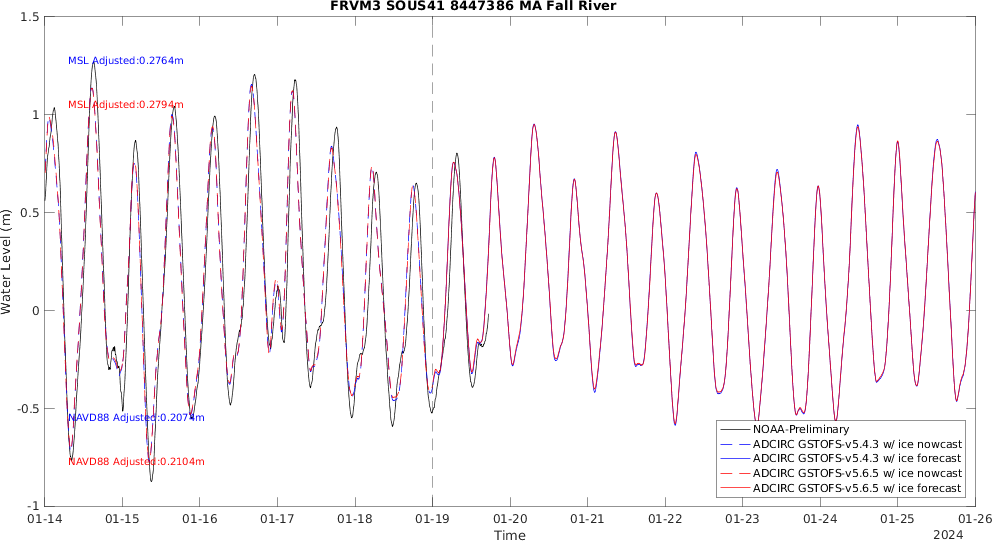 FRVM3 SOUS41 8447386 MA Fall River
1.5
1
0.5
0
-0.5
-1
Water Level (m)
MSL Adjusted:0.2764m
MSL Adjusted:0.2794m
NAVD88 Adjusted:0.2074m
NAVD88 Adjusted:0.2104m
NOAA-Preliminary
ADCIRC GSTOFS-v5.4.3 w/ ice nowcast
ADCIRC GSTOFS-v5.4.3 w/ ice forecast
ADCIRC GSTOFS-v5.6.5 w/ ice nowcast
ADCIRC GSTOFS-v5.6.5 w/ ice forecast
01-14 01-15 01-16 01-17 01-18 01-19 01-20 01-21 01-22 01-23 01-24 01-25 01-26
Time
2024